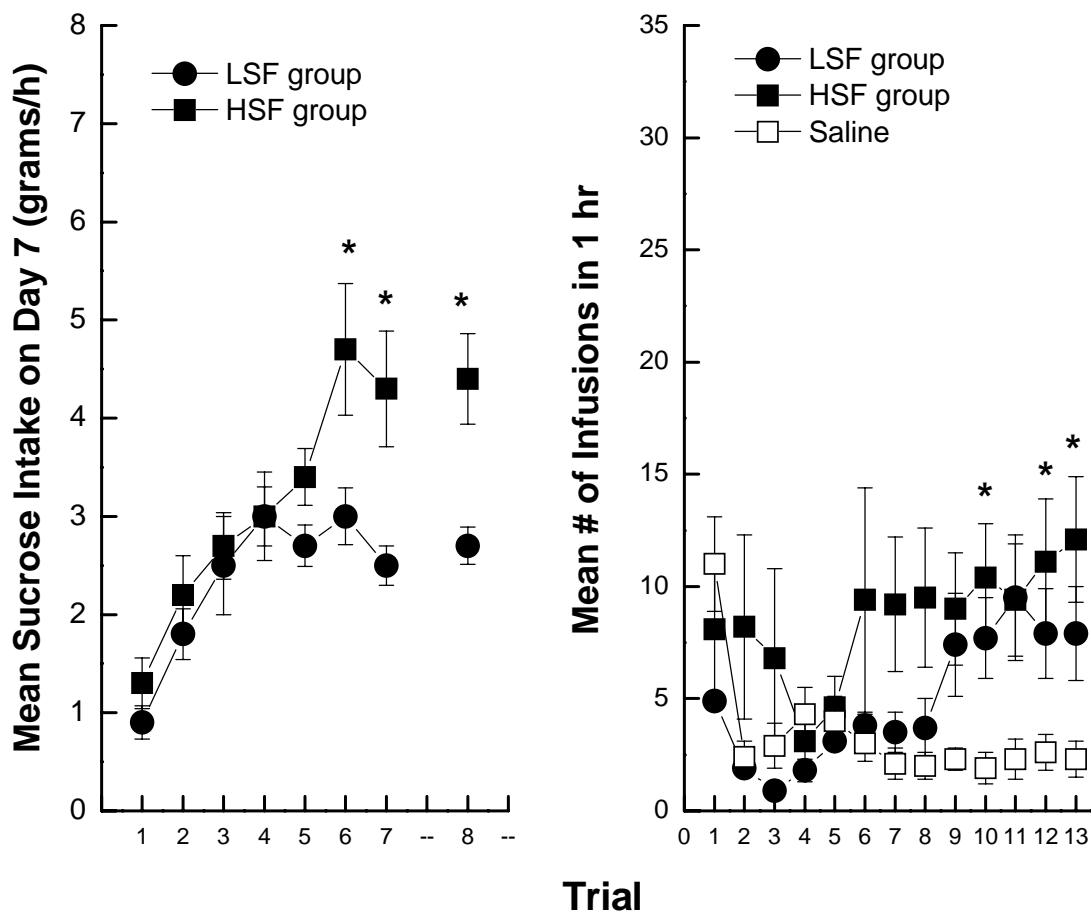 Mean Sucrose Intake on Day 7 (grams/h)
8
7
6
5
4
3
2
1
0
LSF group
HSF group
* * *
1 2 3 4 5 6 7 -- 8 --
Mean # of Infusions in 1 hr
35
30
25
20
15
10
5
0
LSF group
HSF group
Saline
* * *
0 1 2 3 4 5 6 7 8 9 10 11 12 13
Trial